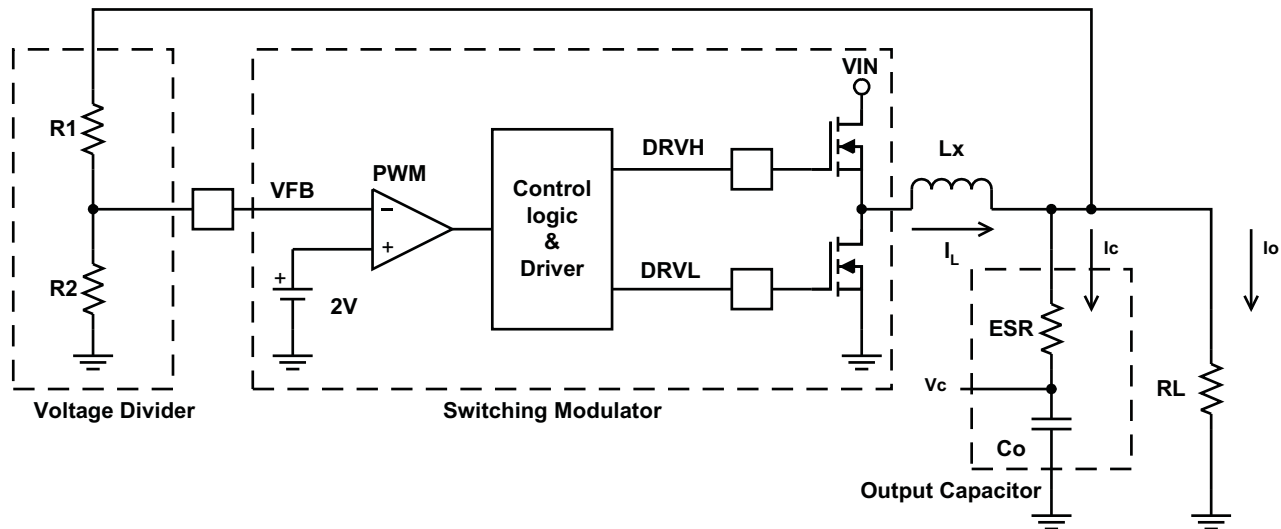 VIN
R1
DRVH
Lx
PWM
VFB
−
+
Control
logic
&
Driver
Ic
Io
IL
R2
+
2V
DRVL
ESR
Vc
RL
Co
Voltage Divider
Switching Modulator
Output Capacitor